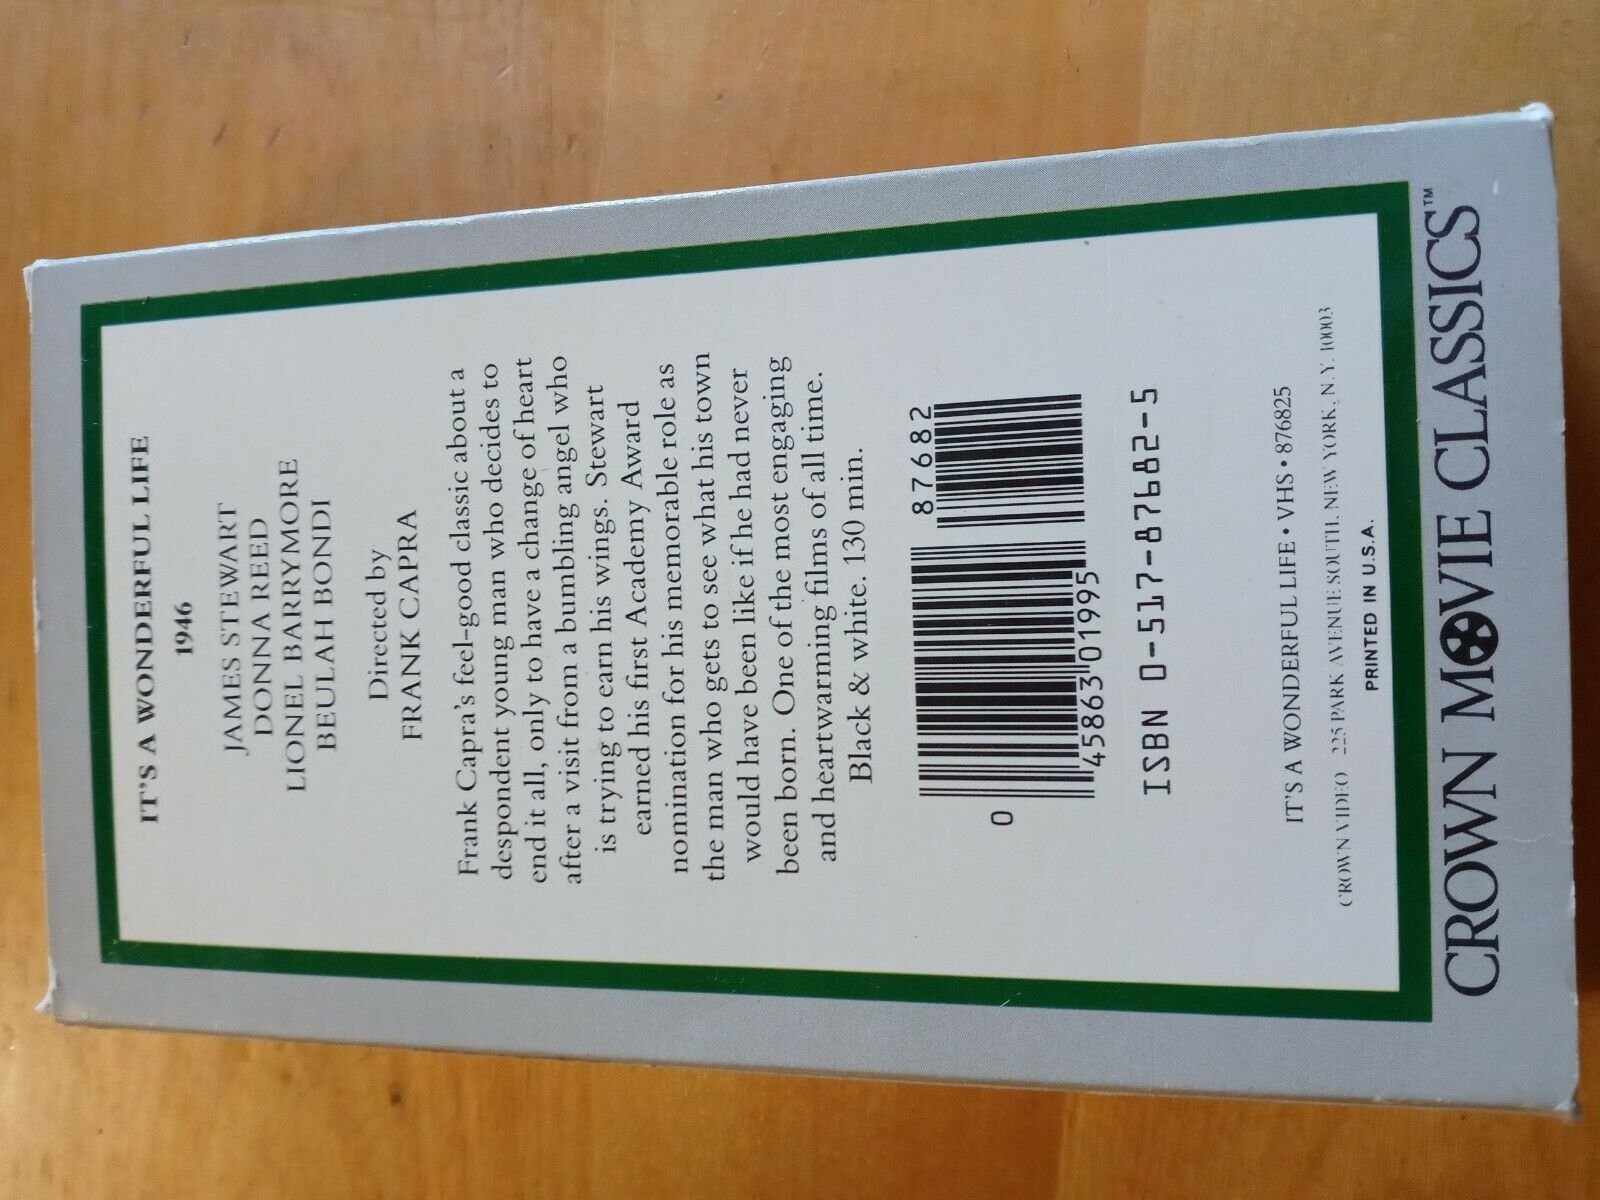 IT'S A WONDERFUL LIFE
1946
JAMES STEWART
DONNA REED
LIONEL BARRYMORE
BEULAH BONDI
Directed by
FRANK CAPRA
Frank Capra's feel-good classic about a
despondent young man who decides to
end it all, only to have a change of heart
after a visit from a bumbling angel who
is trying to earn his wings. Stewart
earned his first Academy Award
nomination for his memorable role as
the man who gets to see what his town
would have been like if he had never
been born. One of the most engaging
and heartwarming films of all time.
Black & white. 130 min.
87682
0 45863 01995
ISBN 0-517-87682-5
IT'S A WONDERFUL LIFE • VHS • 876825
CROWN VIDEO 225 PARK AVENUE SOUTH, NEW YORK, N.Y. 10003
PRINTED IN U.S.A.
CROWN MOVIE CLASSICS™